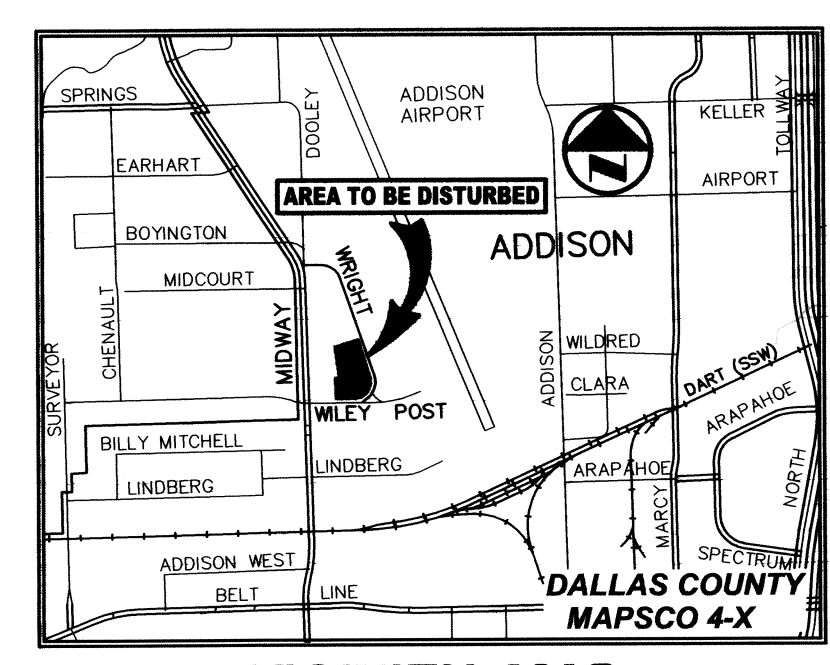 SPRINGS
DOOLEY
ADDISON
AIRPORT
KELLER
TOLLWAY
EARHART
AREA TO BE DISTURBED
AIRPORT
N
BOYINGTON
WRIGHT
ADDISON
MIDCOURT
CHENAULT
MIDWAY
SURVEYOR
ADDISON
WILDRED
CLARA
DART (SSW)
ARAPAHOE
WILEY POST
BILLY MITCHELL
LINDBERG
LINDBERG
ARAPAHOE
MARCY
NORTH
ADDISON WEST
SPECTRUM
BELT LINE
DALLAS COUNTY
MAPSCO 4-X